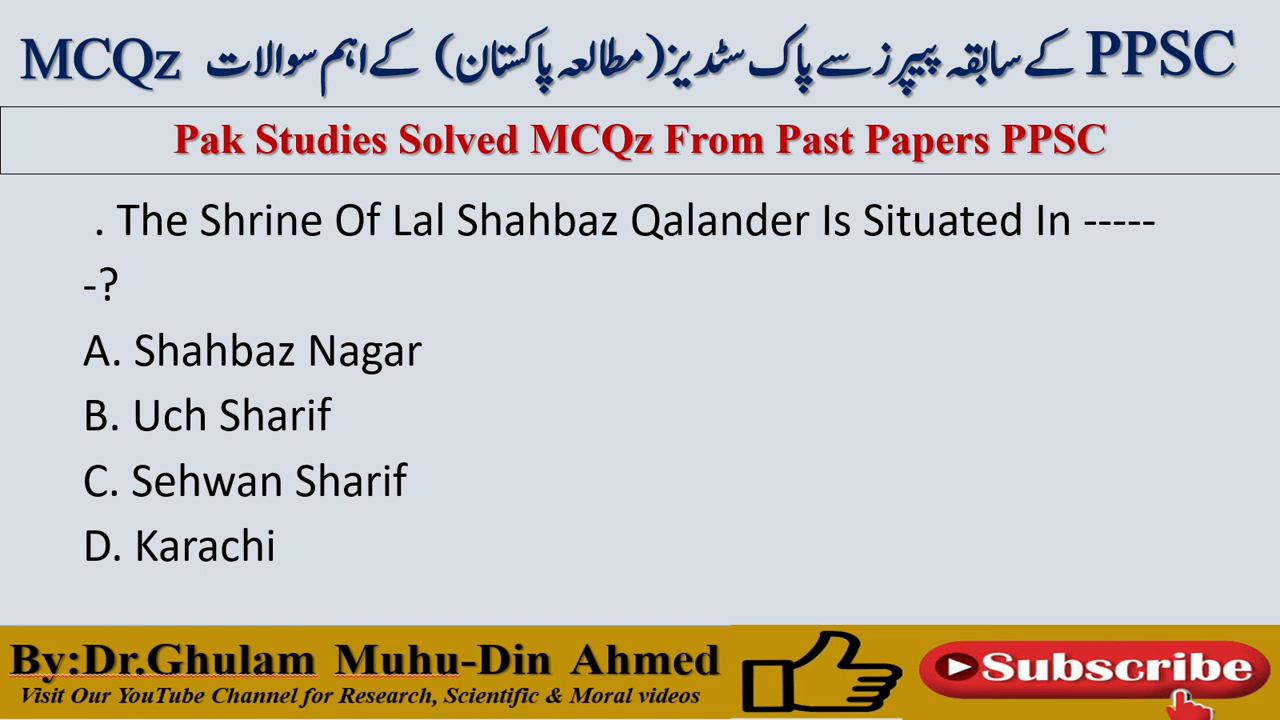 PPSC کے سابقہ پیپرز سے پاک سٹڈیز (مطالعہ پاکستان) کے اہم سوالات MCQz
Pak Studies Solved MCQz From Past Papers PPSC
. The Shrine Of Lal Shahbaz Qalander Is Situated In -----
-?
A. Shahbaz Nagar
B. Uch Sharif
C. Sehwan Sharif
D. Karachi
By:Dr.Ghulam Muhu-Din Ahmed
Visit Our YouTube Channel for Research, Scientific & Moral videos
Subscribe